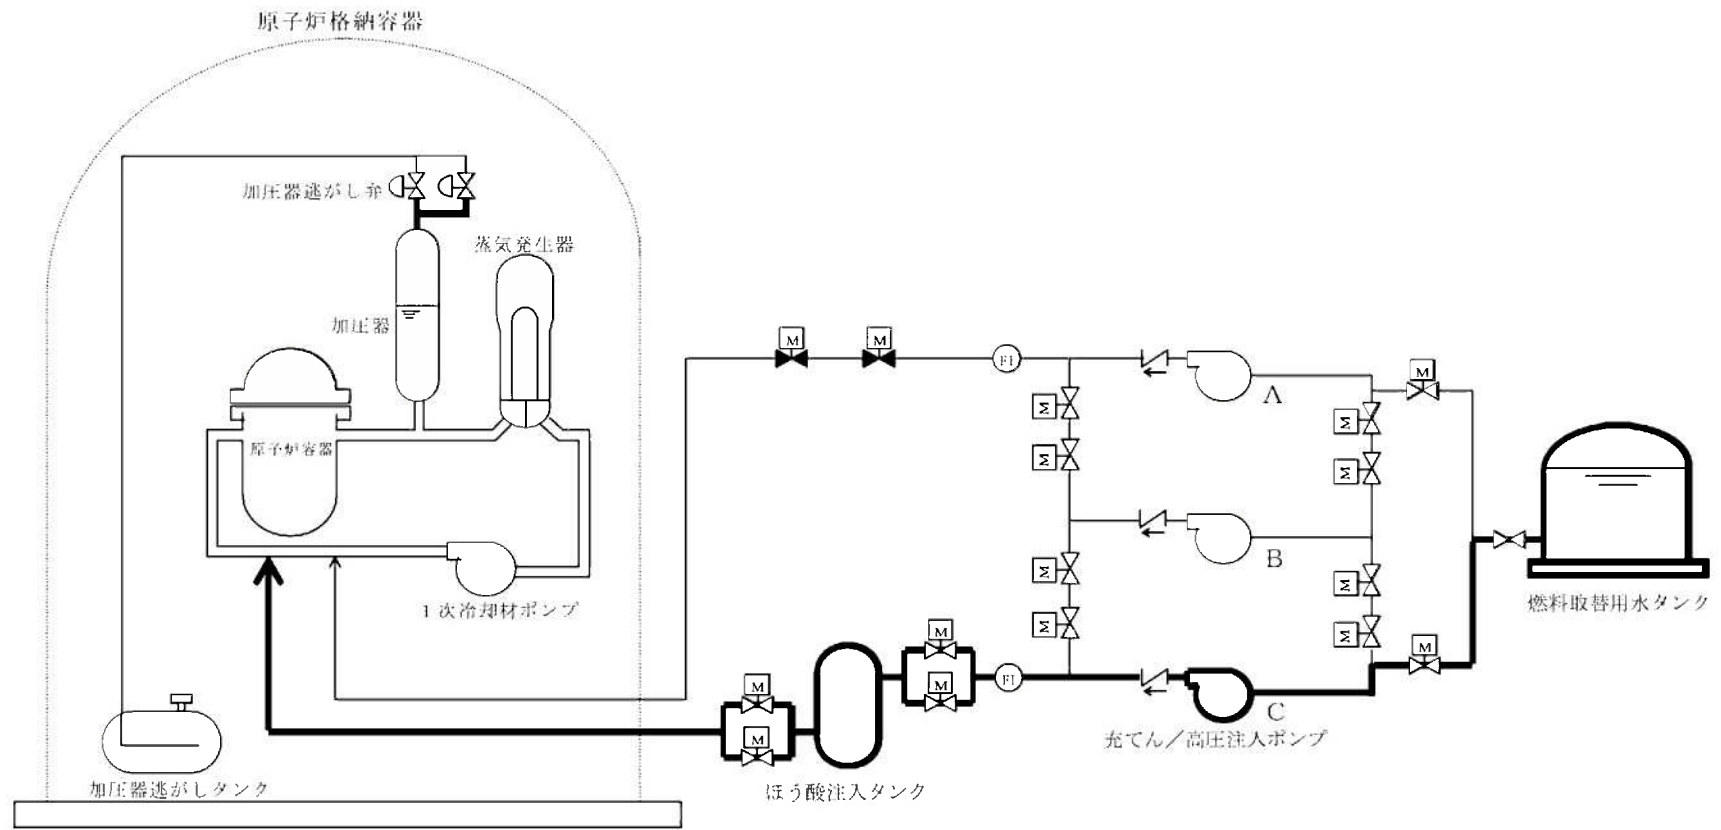 原子炉格納容器
加圧器逃がし弁
蒸気発生器
加圧器
原子炉容器
1次冷却材ポンプ
加圧器逃がしタンク
M
M
FI
A
M
M
M
M
M
B
M
M
M
M
燃料取替用水タンク
M
M
M
FI
M
C
充てん/高圧注入ポンプ
M
M
ほう酸注入タンク